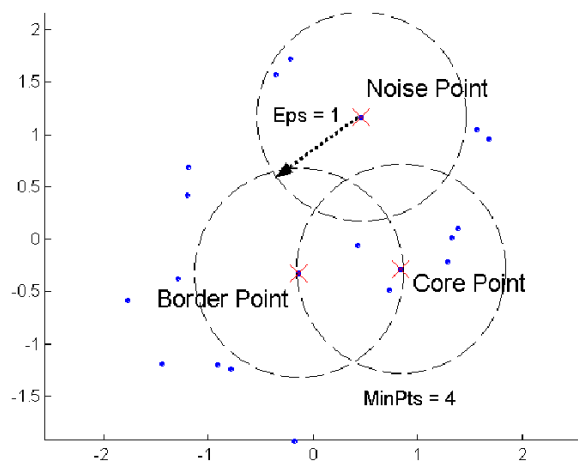 2
Noise Point
1.5
Eps = 1
1
0.5
0
Border Point
Core Point
-0.5
-1
MinPts = 4
-1.5
-2
-1
0
1
2